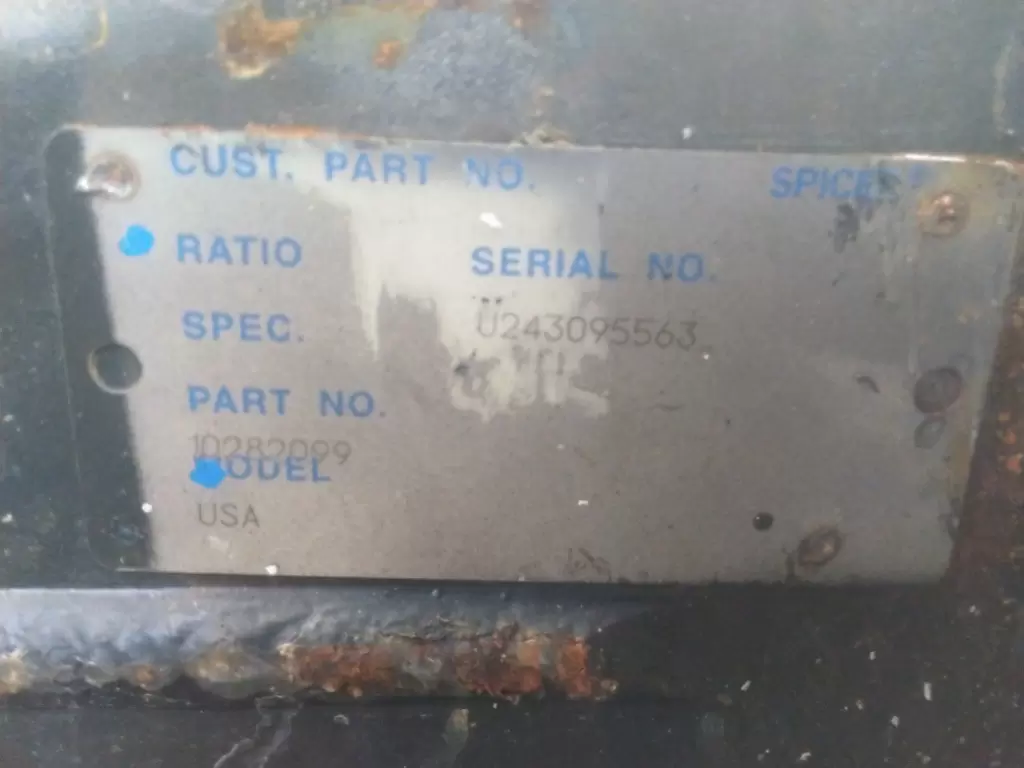 CUST. PART NO. SPICER®
RATIO SERIAL NO.
SPEC. U243095563
PART NO.
10282099
MODEL
USA